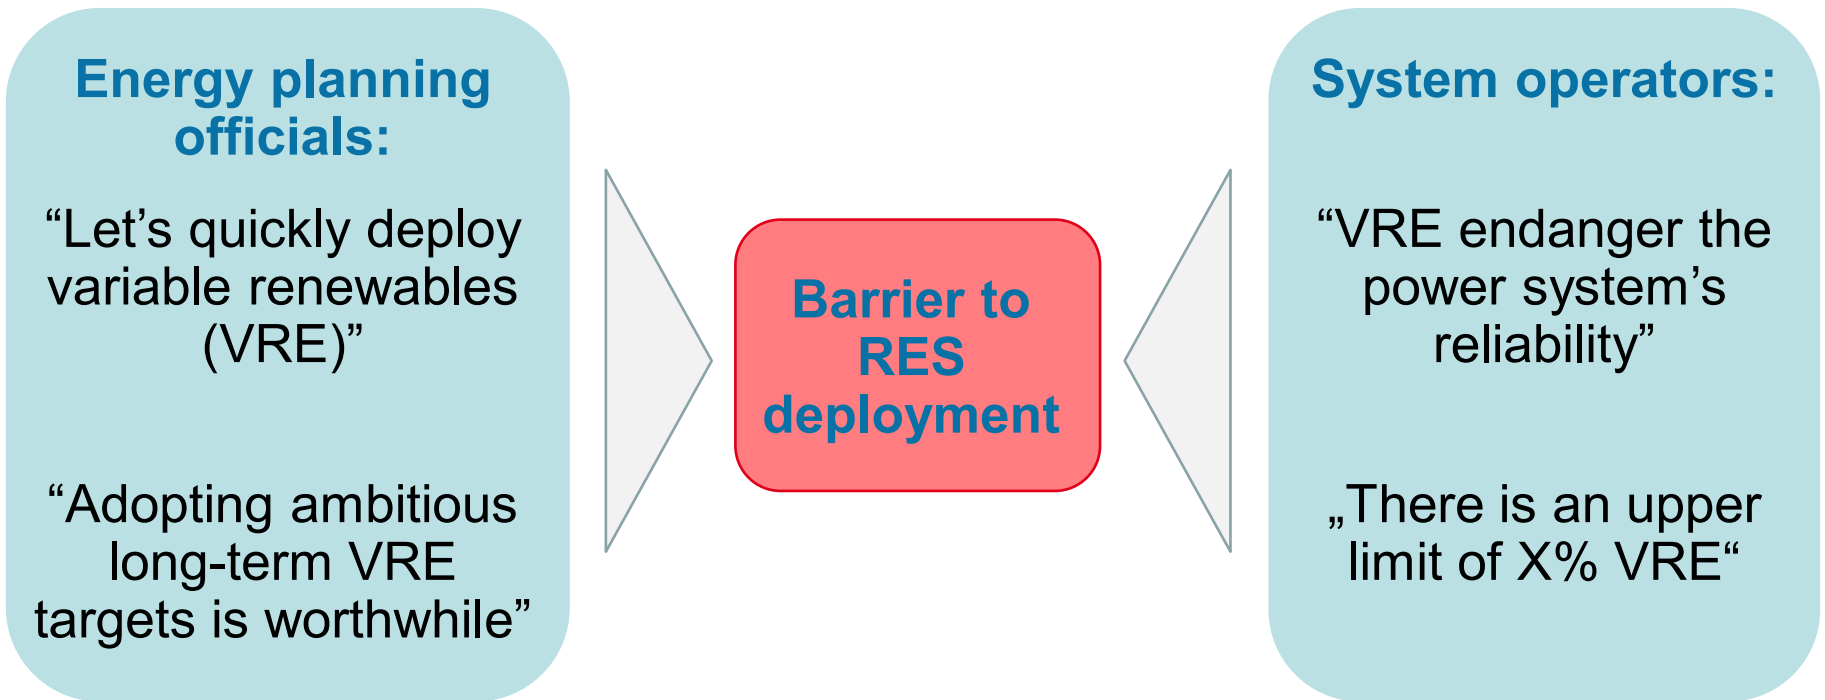 Energy planning
officials:
“Let’s quickly deploy
variable renewables
(VRE)”
“Adopting ambitious
long-term VRE
targets is worthwhile”
Barrier to
RES
deployment
System operators:
“VRE endanger the
power system’s
reliability”
„There is an upper
limit of X% VRE“